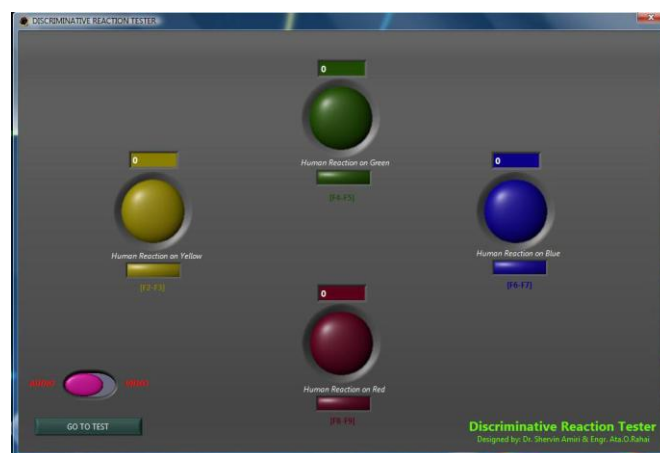 DISCRIMINATIVE REACTION TESTER
0
Human Reaction on Green
[F4-F5]
0
Human Reaction on Yellow
[F2-F3]
0
Human Reaction on Blue
[F6-F7]
0
Human Reaction on Red
[F8-F9]
GO TO TEST
Discriminative Reaction Tester
Designed by: Dr. Shervin Amiri & Engr. Ata.O.Rahai